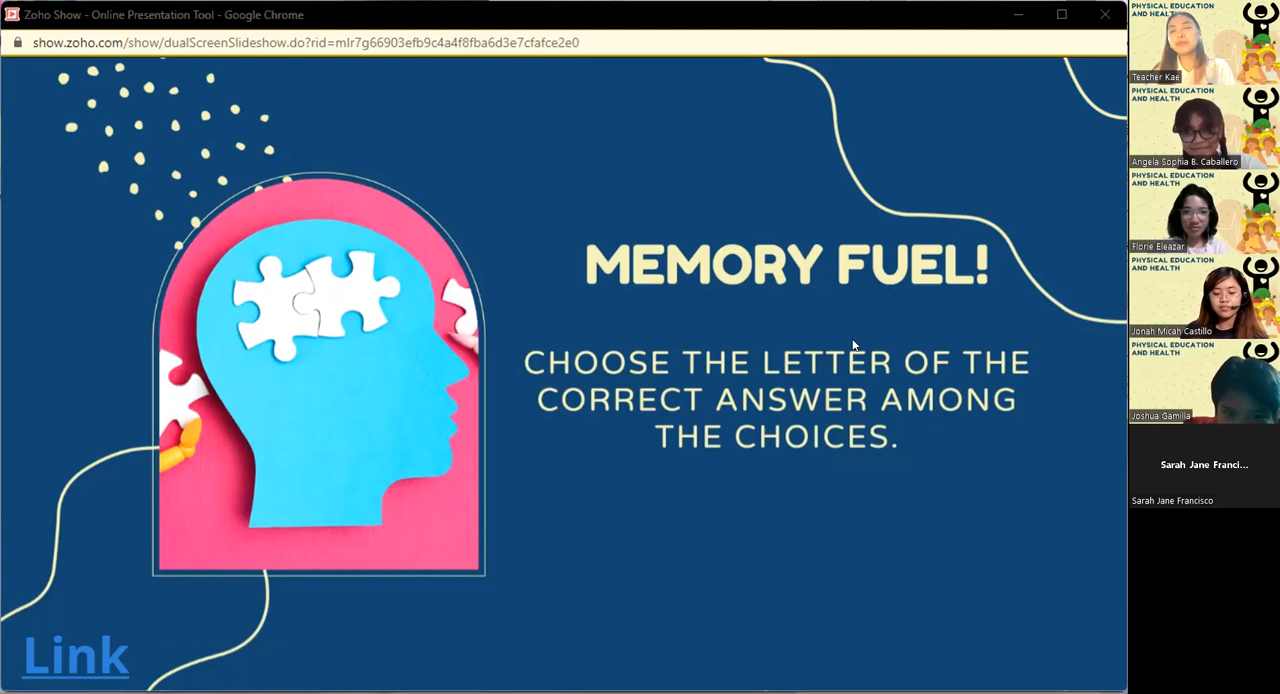 Zoho Show - Online Presentation Tool - Google Chrome
show.zoho.com/show/dualScreenSlideshow.do?rid=mlr7g66903efb9c4a4f8fba6d3e7cfafce2e0
MEMORY FUEL!
CHOOSE THE LETTER OF THE
CORRECT ANSWER AMONG
THE CHOICES.
Link
PHYSICAL EDUCATION
AND HEALTH
Teacher Kae
PHYSICAL EDUCATION
AND HEALTH
Angela Sophia B. Caballero
PHYSICAL EDUCATION
AND HEALTH
Florie Eleazar
PHYSICAL EDUCATION
AND HEALTH
Jonah Micah Castillo
PHYSICAL EDUCATION
AND HEALTH
Joshua Gamilla
Sarah Jane Franci...
Sarah Jane Francisco